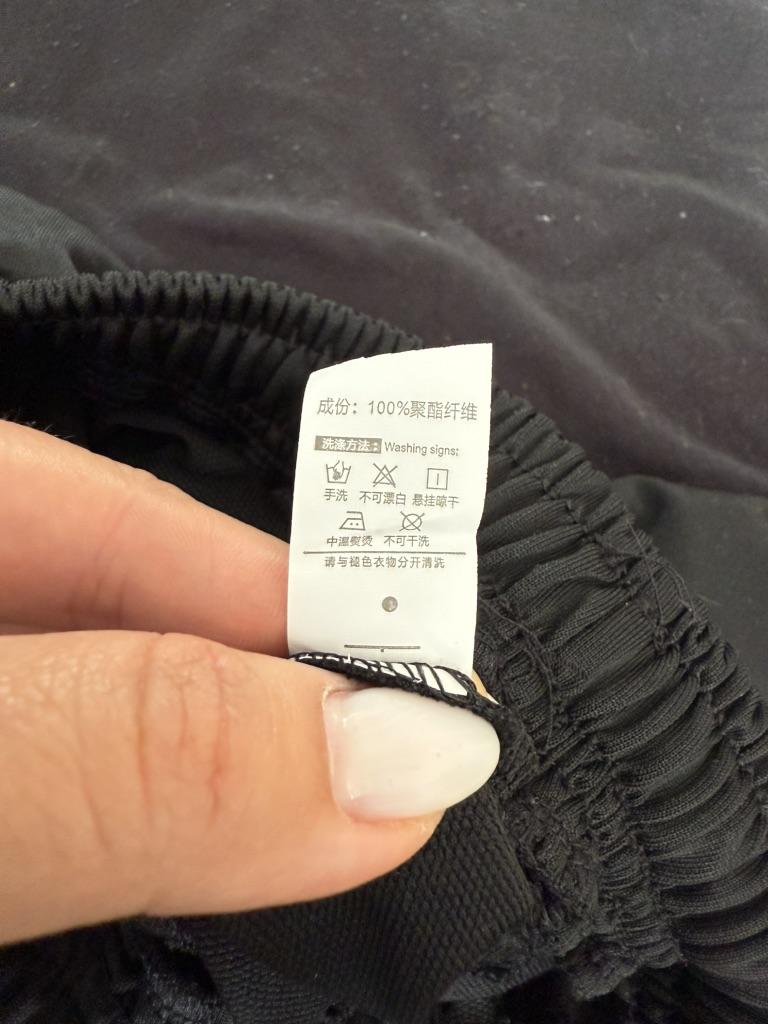 成份：100%聚酯纤维
洗涤方法： Washing signs:
手洗 不可漂白 悬挂晾干
中温熨烫 不可干洗
请与褪色衣物分开清洗